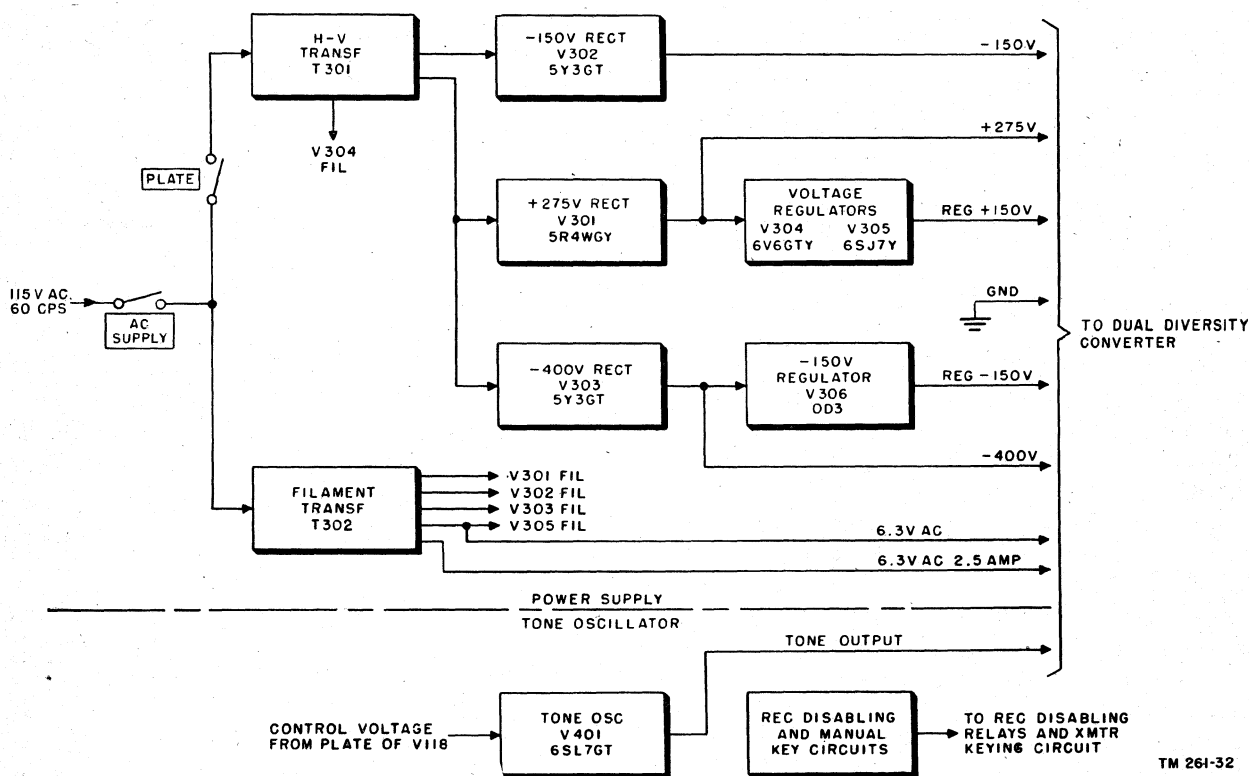 H-V
TRANSF
T301
-150V RECT
V302
5Y3GT
-150V
V304
FIL
+275V
PLATE
+275V RECT
V301
5R4WGY
VOLTAGE
REGULATORS
V304 V305
6V6GTY 6SJ7Y
REG +150V
115V AC
60 CPS
AC
SUPPLY
GND
TO DUAL DIVERSITY
CONVERTER
-400V RECT
V303
5Y3GT
-150V
REGULATOR
V306
OD3
REG -150V
-400V
FILAMENT
TRANSF
T302
V301 FIL
V302 FIL
V303 FIL
V305 FIL
6.3V AC
6.3V AC 2.5 AMP
POWER SUPPLY
TONE OSCILLATOR
TONE OUTPUT
CONTROL VOLTAGE
FROM PLATE OF V118
TONE OSC
V401
6SL7GT
REC DISABLING
AND MANUAL
KEY CIRCUITS
TO REC DISABLING
RELAYS AND XMTR
KEYING CIRCUIT
TM 261-32